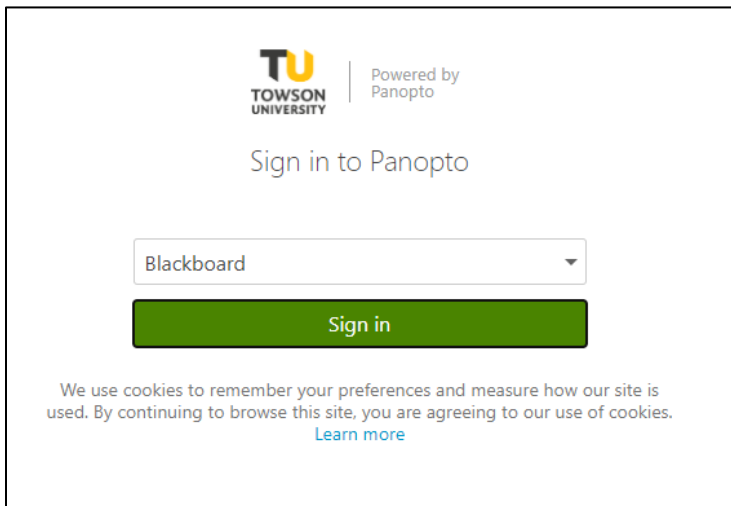 TU
TOWSON
UNIVERSITY
Powered by
Panopto
Sign in to Panopto
Blackboard
Sign in
We use cookies to remember your preferences and measure how our site is
used. By continuing to browse this site, you are agreeing to our use of cookies.
Learn more